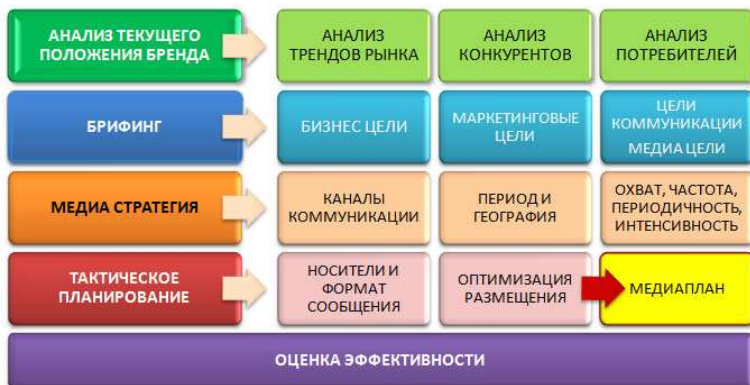 АНАЛИЗ ТЕКУЩЕГО
ПОЛОЖЕНИЯ БРЕНДА
АНАЛИЗ
ТРЕНДОВ РЫНКА
АНАЛИЗ
КОНКУРЕНТОВ
АНАЛИЗ
ПОТРЕБИТЕЛЕЙ
БРИФИНГ
БИЗНЕС ЦЕЛИ
МАРКЕТИНГОВЫЕ
ЦЕЛИ
ЦЕЛИ
КОММУНИКАЦИИ
МЕДИА ЦЕЛИ
МЕДИА СТРАТЕГИЯ
КАНАЛЫ
КОММУНИКАЦИИ
ПЕРИОД И
ГЕОГРАФИЯ
ОХВАТ, ЧАСТОТА,
ПЕРИОДИЧНОСТЬ,
ИНТЕНСИВНОСТЬ
ТАКТИЧЕСКОЕ
ПЛАНИРОВАНИЕ
НОСИТЕЛИ И
ФОРМАТ
СООБЩЕНИЯ
ОПТИМИЗАЦИЯ
РАЗМЕЩЕНИЯ
МЕДИАПЛАН
ОЦЕНКА ЭФФЕКТИВНОСТИ